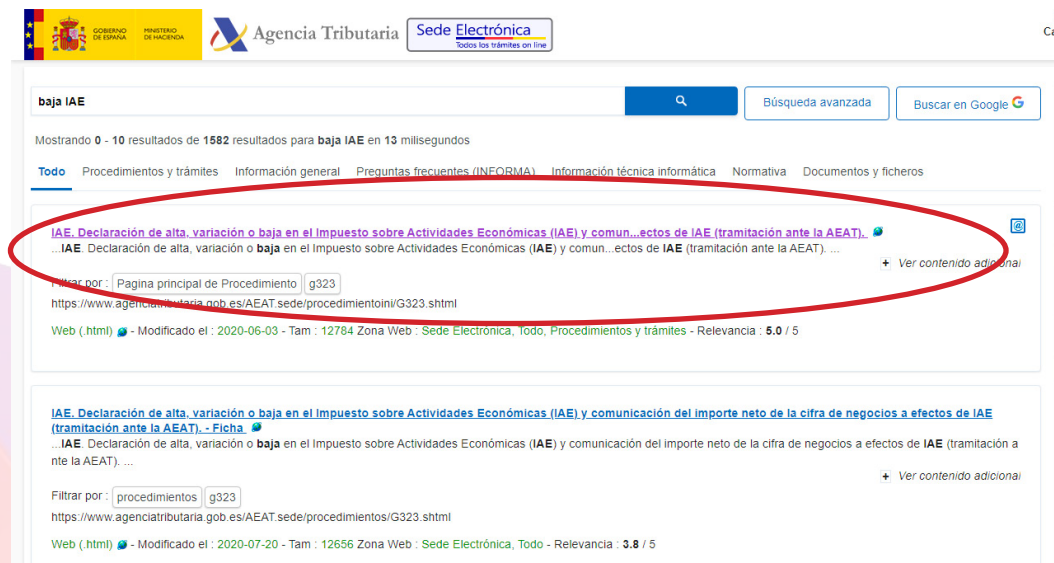 GOBIERNO
DE ESPAÑA
MINISTERIO
DE HACIENDA
Agencia Tributaria
Sede Electrónica
Todos los trámites on line
Ca
baja IAE
Búsqueda avanzada
Buscar en Google G
Mostrando 0 - 10 resultados de 1582 resultados para baja IAE en 13 milisegundos
Todo Procedimientos y trámites Información general Preguntas frecuentes (INFORMA) Información técnica informática Normativa Documentos y ficheros
IAE. Declaración de alta, variación o baja en el Impuesto sobre Actividades Económicas (IAE) y comun...ectos de IAE (tramitación ante la AEAT).
...IAE. Declaración de alta, variación o baja en el Impuesto sobre Actividades Económicas (IAE) y comun...ectos de IAE (tramitación ante la AEAT). ...
+ Ver contenido adicional
Filtrar por : Pagina principal de Procedimiento g323
https://www.agenciatributaria.gob.es/AEAT.sede/procedimientoini/G323.shtml
Web (.html) - Modificado el : 2020-06-03 - Tam : 12784 Zona Web : Sede Electrónica, Todo, Procedimientos y trámites - Relevancia : 5.0 / 5
IAE. Declaración de alta, variación o baja en el Impuesto sobre Actividades Económicas (IAE) y comunicación del importe neto de la cifra de negocios a efectos de IAE
(tramitación ante la AEAT). - Ficha
...IAE. Declaración de alta, variación o baja en el Impuesto sobre Actividades Económicas (IAE) y comunicación del importe neto de la cifra de negocios a efectos de IAE (tramitación a
nte la AEAT). ...
+ Ver contenido adicional
Filtrar por : procedimientos g323
https://www.agenciatributaria.gob.es/AEAT.sede/procedimientos/G323.shtml
Web (.html) - Modificado el : 2020-07-20 - Tam : 12656 Zona Web : Sede Electrónica, Todo - Relevancia : 3.8 / 5